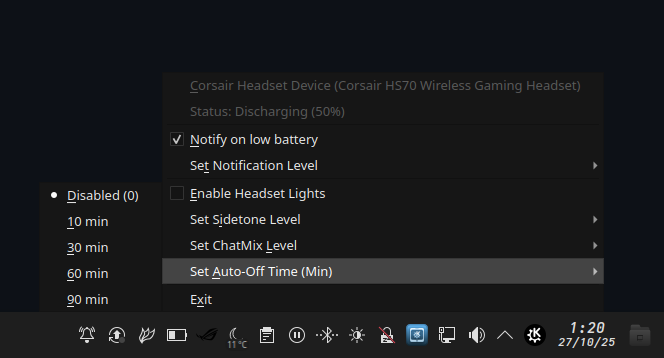 Corsair Headset Device (Corsair HS70 Wireless Gaming Headset)
Status: Discharging (50%)
Notify on low battery
Set Notification Level
Enable Headset Lights
Set Sidetone Level
Set ChatMix Level
Set Auto-Off Time (Min)
Exit
Disabled (0)
10 min
30 min
60 min
90 min
11 °C
1:20
27/10/25